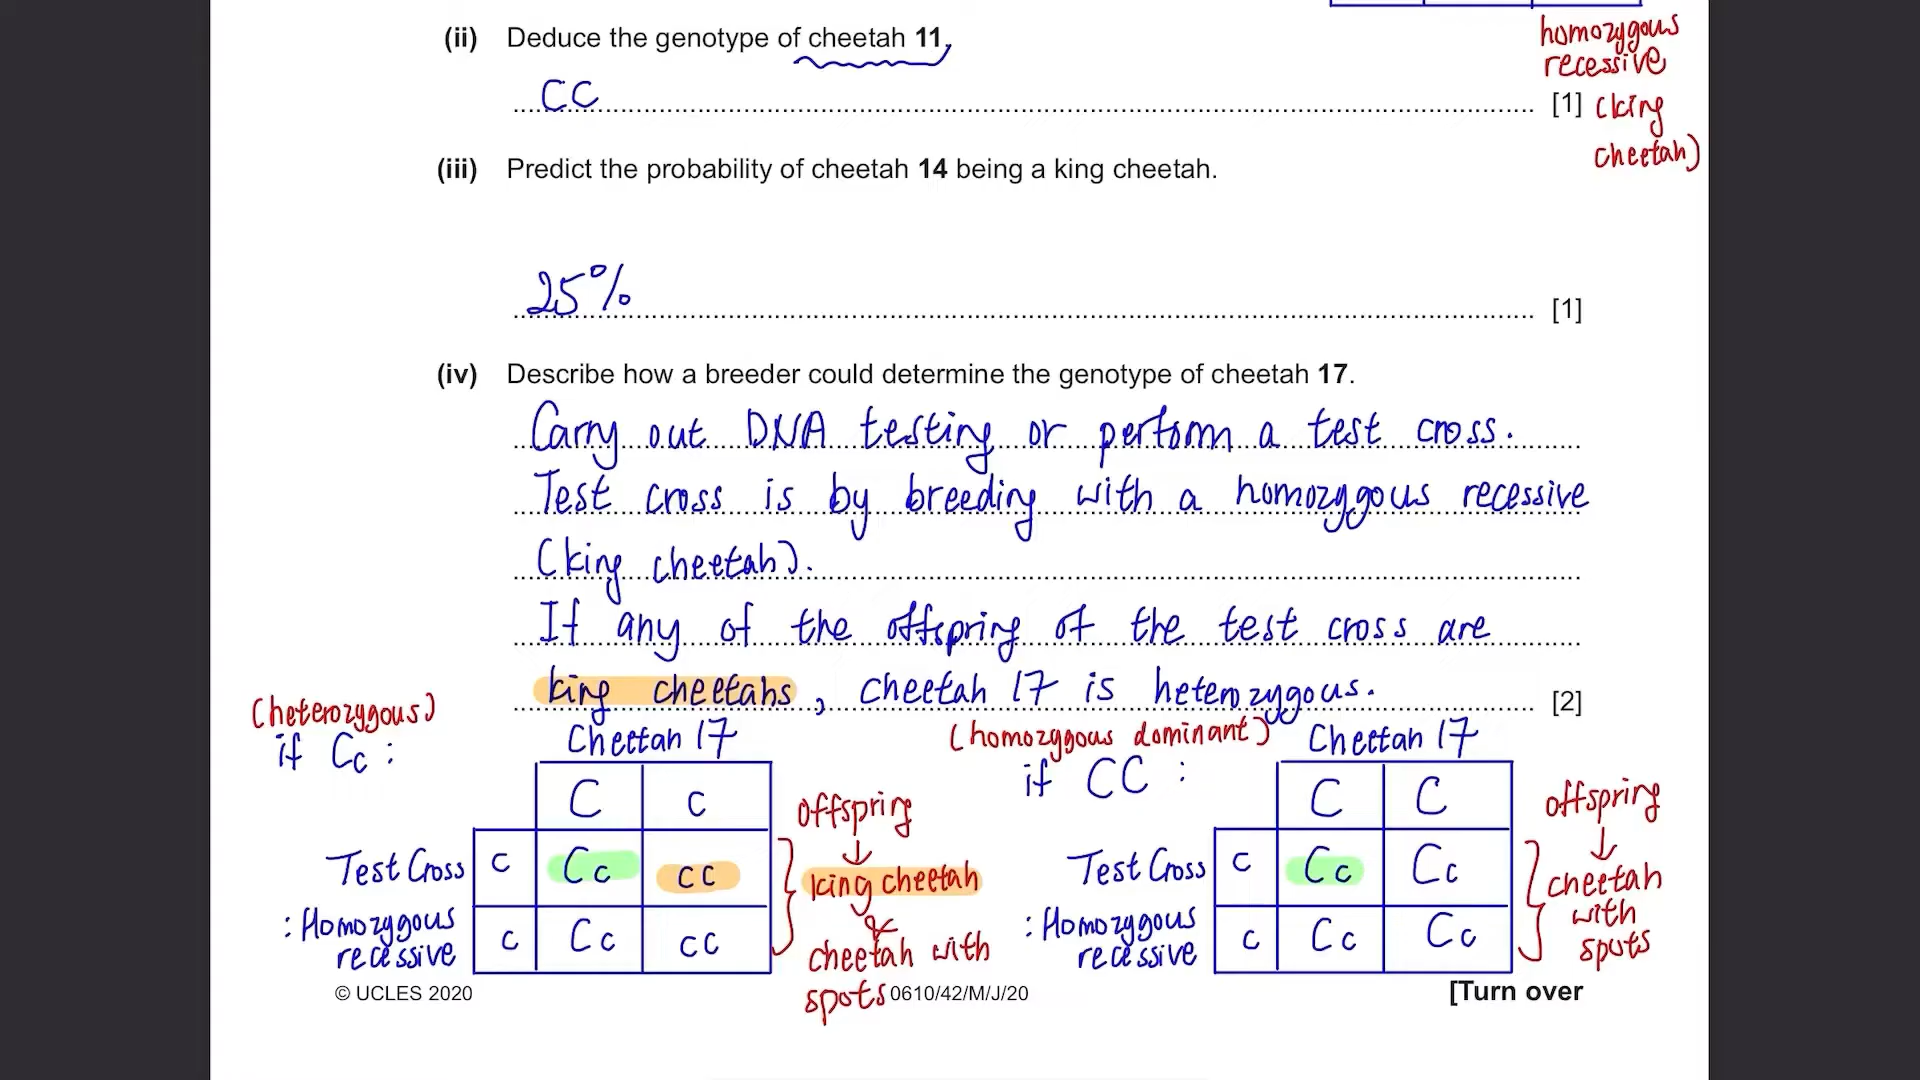 (ii) Deduce the genotype of cheetah 11.
Cc
[1]
homozygous
recessive
(king
cheetah)
(iii) Predict the probability of cheetah 14 being a king cheetah.
25%
[1]
(iv) Describe how a breeder could determine the genotype of cheetah 17.
Carry out DNA testing or perform a test cross.
Test cross is by breeding with a homozygous recessive
(king cheetah).
If any of the offspring of the test cross are
king cheetahs, cheetah 17 is heterozygous.
[2]
(heterozygous)
if Cc :
Cheetah 17
C c
Test Cross c Cc cc
: Homozygous
recessive c Cc cc
offspring
↓
king cheetah
&
cheetah with
spots
(homozygous dominant)
if CC :
Cheetah 17
C C
Test Cross c Cc Cc
: Homozygous
recessive c Cc Cc
offspring
↓
cheetah
with
spots
© UCLES 2020
0610/42/M/J/20
[Turn over